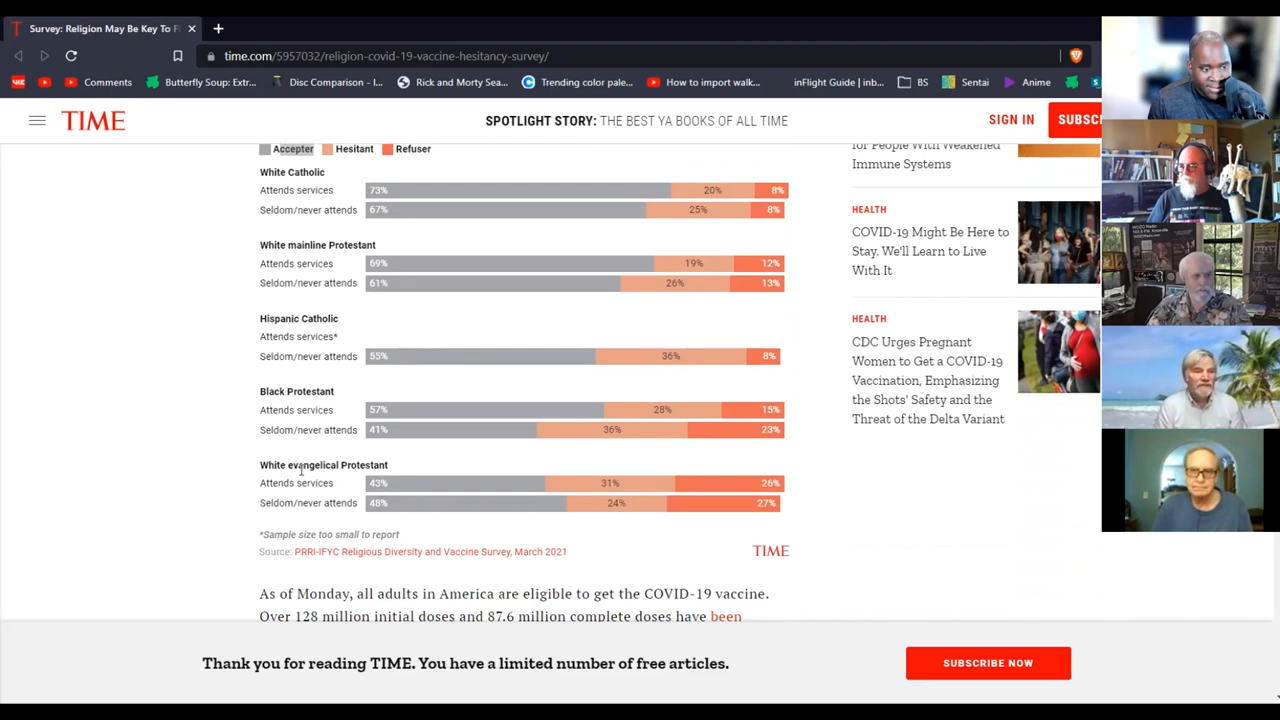 Survey: Religion May Be Key To F
time.com/5957032/religion-covid-19-vaccine-hesitancy-survey/
Comments
Butterfly Soup: Extr...
Disc Comparison - I...
Rick and Morty Se...
Trending color pale...
How to import walk...
inFlight Guide | inb...
BS
Sentai
Anime
TIME
SPOTLIGHT STORY: THE BEST YA BOOKS OF ALL TIME
SIGN IN
SUBSC
Accepter Hesitant Refuser
White Catholic
Attends services 73% 20% 8%
Seldom/never attends 67% 25% 8%
White mainline Protestant
Attends services 69% 19% 12%
Seldom/never attends 61% 26% 13%
Hispanic Catholic
Attends services*
Seldom/never attends 55% 36% 8%
Black Protestant
Attends services 57% 28% 15%
Seldom/never attends 41% 36% 23%
White evangelical Protestant
Attends services 43% 31% 26%
Seldom/never attends 48% 24% 27%
*Sample size too small to report
Source: PRRI-IFYC Religious Diversity and Vaccine Survey, March 2021
TIME
As of Monday, all adults in America are eligible to get the COVID-19 vaccine.
Over 128 million initial doses and 87.6 million complete doses have been
for People With Weakened
Immune Systems
HEALTH
COVID-19 Might Be Here to
Stay. We'll Learn to Live
With It
HEALTH
CDC Urges Pregnant
Women to Get a COVID-19
Vaccination, Emphasizing
the Shots' Safety and the
Threat of the Delta Variant
Thank you for reading TIME. You have a limited number of free articles.
SUBSCRIBE NOW